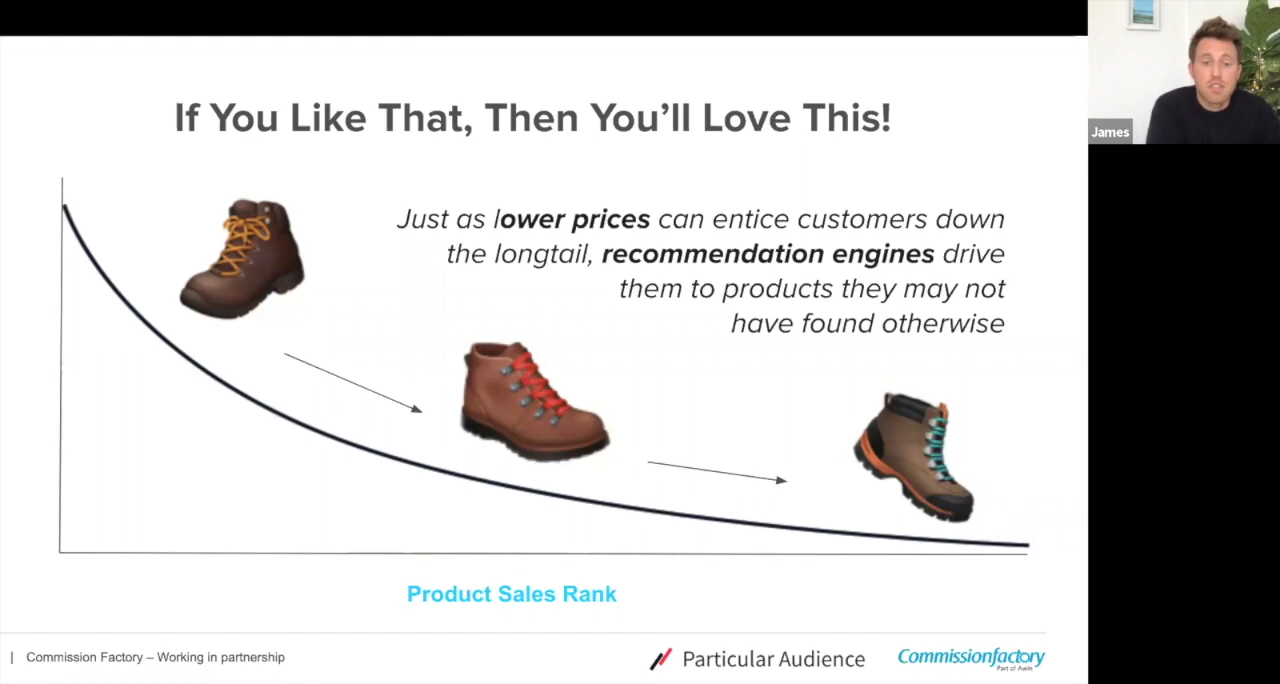 If You Like That, Then You'll Love This!
Just as lower prices can entice customers down
the longtail, recommendation engines drive
them to products they may not
have found otherwise
Product Sales Rank
| Commission Factory – Working in partnership
Particular Audience
Commissionfactory
Part of Awin
James